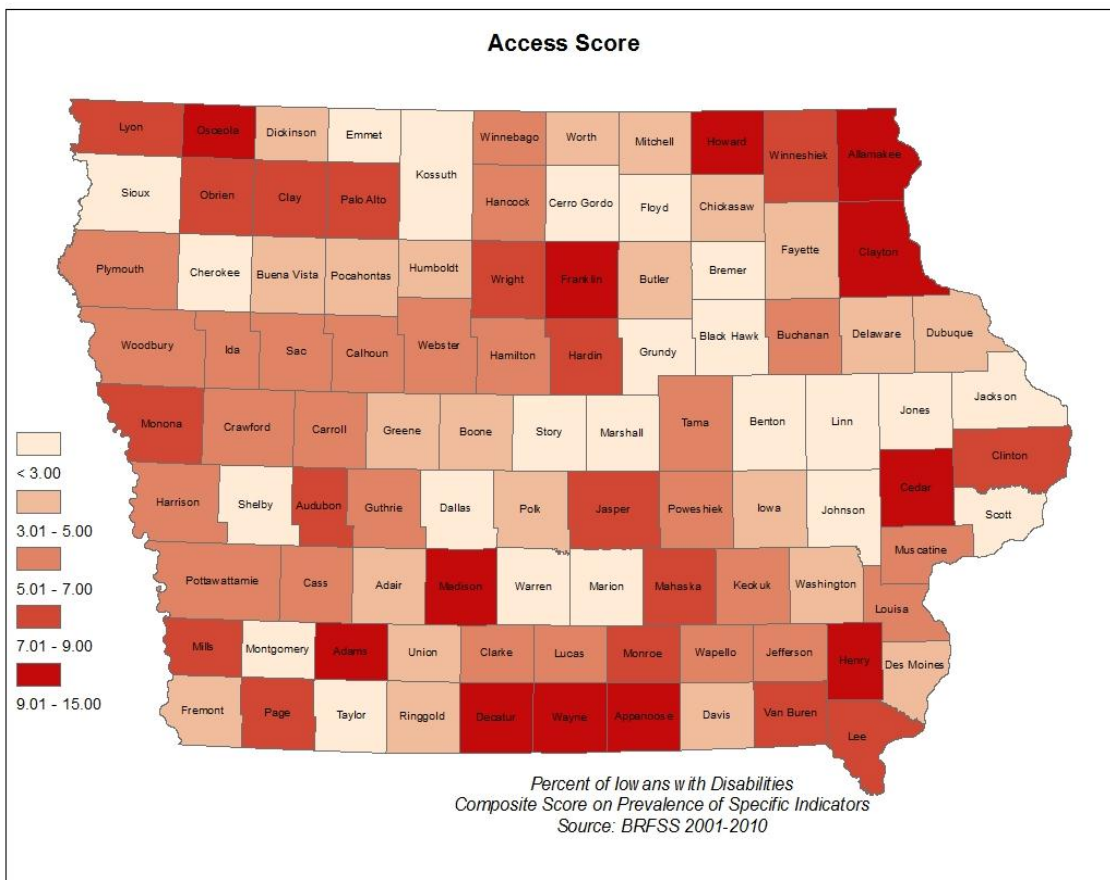 Access Score
Lyon
Osceola
Dickinson
Emmet
Kossuth
Winnebago
Worth
Mitchell
Howard
Winneshiek
Allamakee
Sioux
Obrien
Clay
Palo Alto
Hancock
Cerro Gordo
Floyd
Chickasaw
Fayette
Clayton
Plymouth
Cherokee
Buena Vista
Pocahontas
Humboldt
Wright
Franklin
Butler
Bremer
Woodbury
Ida
Sac
Calhoun
Webster
Hamilton
Hardin
Grundy
Black Hawk
Buchanan
Delaware
Dubuque
Monona
Crawford
Carroll
Greene
Boone
Story
Marshall
Tama
Benton
Linn
Jones
Jackson
Clinton
Harrison
Shelby
Audubon
Guthrie
Dallas
Polk
Jasper
Poweshiek
Iowa
Johnson
Cedar
Scott
Muscatine
Pottawattamie
Cass
Adair
Madison
Warren
Marion
Mahaska
Keokuk
Washington
Louisa
Mills
Montgomery
Adams
Union
Clarke
Lucas
Monroe
Wapello
Jefferson
Henry
Des Moines
Fremont
Page
Taylor
Ringgold
Decatur
Wayne
Appanoose
Davis
Van Buren
Lee
< 3.00
3.01 - 5.00
5.01 - 7.00
7.01 - 9.00
9.01 - 15.00
Percent of Iowans with Disabilities
Composite Score on Prevalence of Specific Indicators
Source: BRFSS 2001-2010